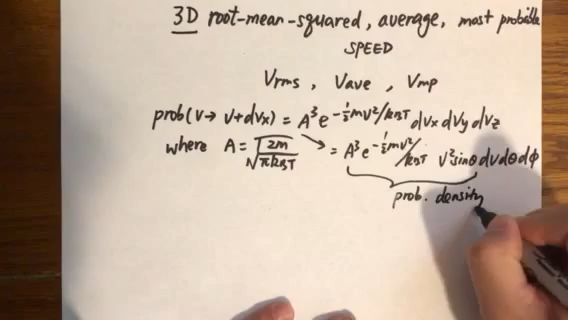 3D root-mean-squared, average, most probable
SPEED
Vrms , Vave , Vmp
prob(v→ v+dvx) = A³e^-½mv²/kBT dvx dvy dvz
where A = √(2m/πkBT) → = A³e^-½mv²/kBT v²sinθ dv dθ dϕ
prob. density